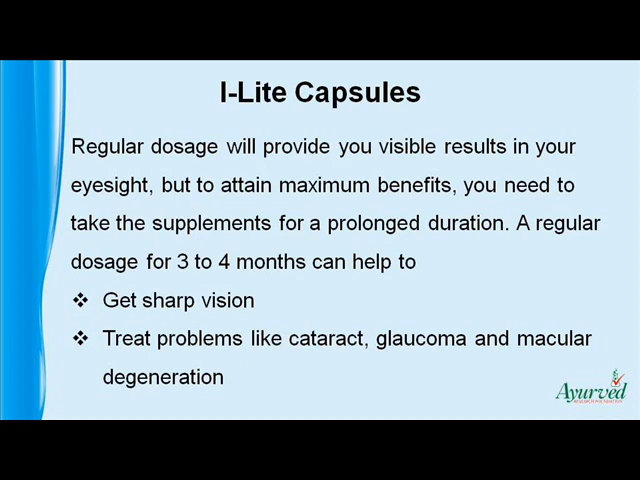 I-Lite Capsules
Regular dosage will provide you visible results in your
eyesight, but to attain maximum benefits, you need to
take the supplements for a prolonged duration. A regular
dosage for 3 to 4 months can help to
❖ Get sharp vision
❖ Treat problems like cataract, glaucoma and macular
degeneration
Ayurved
RESEARCH FOUNDATION